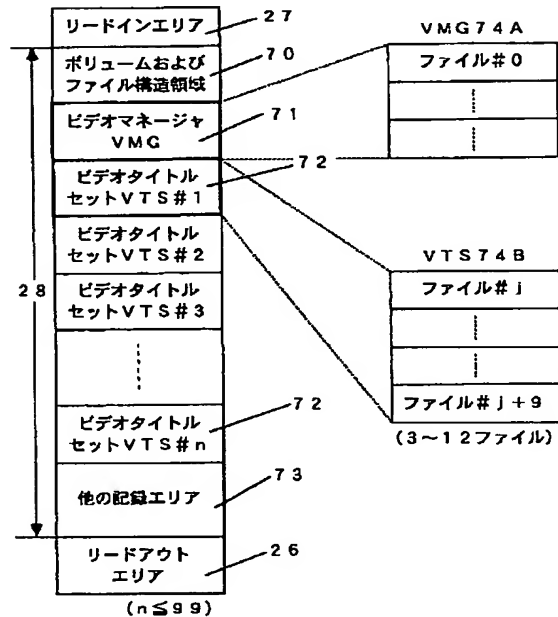 リードインエリア
27
ボリュームおよび
ファイル構造領域
70
ビデオマネージャ
VMG
71
ビデオタイトル
セットVTS#1
72
ビデオタイトル
セットVTS#2
ビデオタイトル
セットVTS#3
28
ビデオタイトル
セットVTS#n
72
他の記録エリア
73
リードアウト
エリア
26
(n≦99)
VMG74A
ファイル#0
VTS74B
ファイル#j
ファイル#j+9
(3~12ファイル)